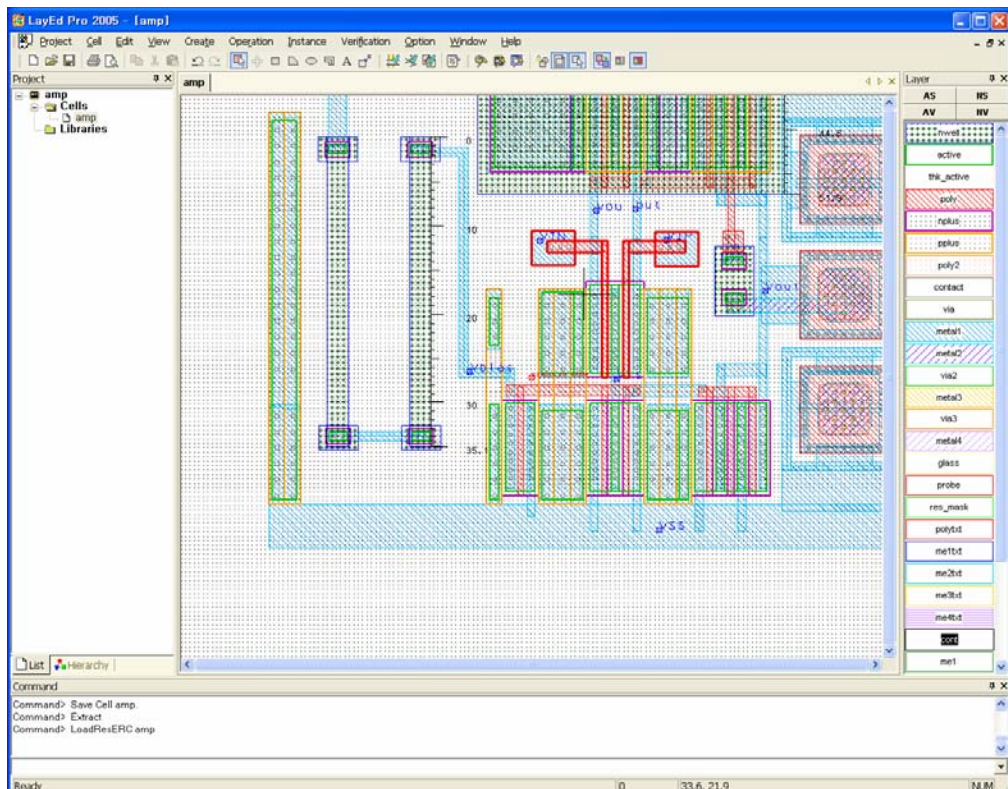 LayEd Pro 2005 - [amp]
Project Cell Edit View Create Operation Instance Verification Option Window Help
Project
amp
Cells
amp
Libraries
List Hierarchy
amp
0
10
20
30
35.
Layer
AS NS
AV NV
nwell
active
thk_active
poly
nplus
pplus
poly2
contact
via
metal1
metal2
via2
metal3
via3
metal4
glass
probe
res_mask
polytxt
me1txt
me2txt
me3txt
me4txt
cont
me1
Command
Command> Save Cell amp.
Command> Extract
Command> LoadResERC amp
Ready 0 33.6, 21.9 NUM